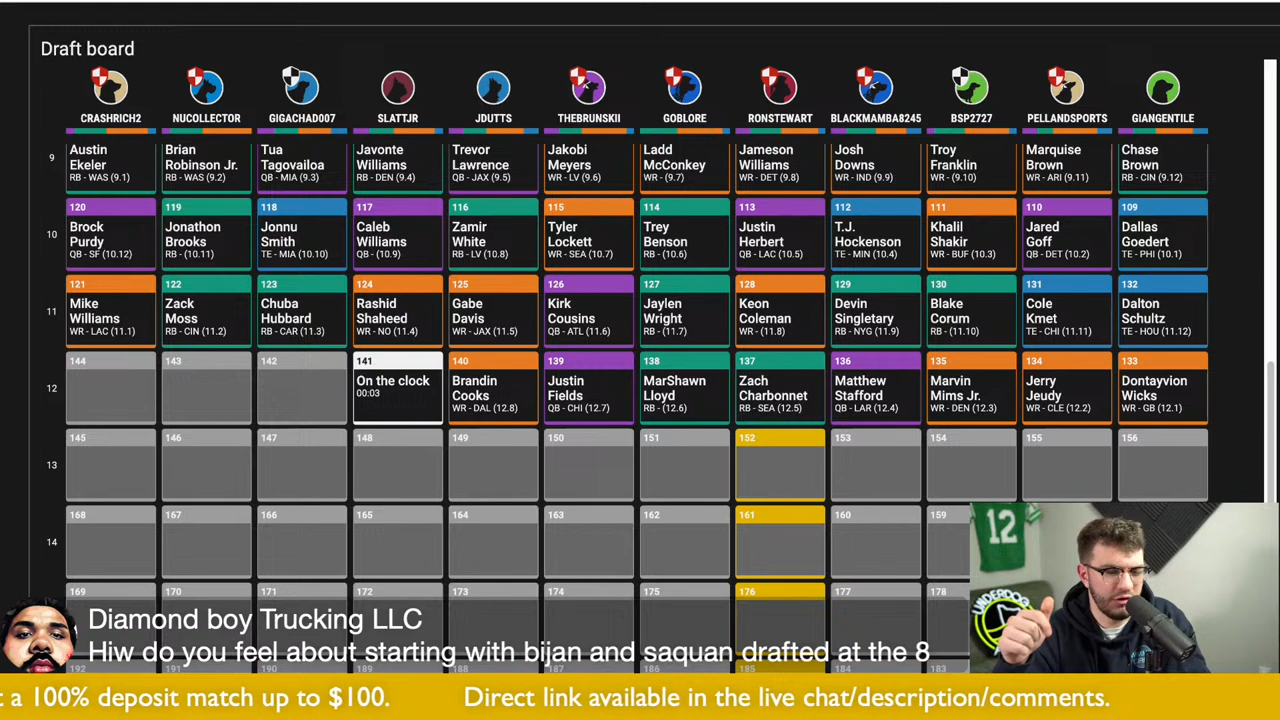 Draft board
CRASHRICH2 NUCOLLECTOR GIGACHAD007 SLATTJR JDUTTS THEBRUNSKII GOBLORE RONSTEWART BLACKMAMBA8245 BSP2727 PELLANDSPORTS GIANGENTILE
9
Austin Ekeler
RB - WAS (9.1)
Brian Robinson Jr.
RB - WAS (9.2)
Tua Tagovailoa
QB - MIA (9.3)
Javonte Williams
RB - DEN (9.4)
Trevor Lawrence
QB - JAX (9.5)
Jakobi Meyers
WR - LV (9.6)
Ladd McConkey
WR - (9.7)
Jameson Williams
WR - DET (9.8)
Josh Downs
WR - IND (9.9)
Troy Franklin
WR - (9.10)
Marquise Brown
WR - ARI (9.11)
Chase Brown
RB - CIN (9.12)
10
120
Brock Purdy
QB - SF (10.12)
119
Jonathon Brooks
RB - (10.11)
118
Jonnu Smith
TE - MIA (10.10)
117
Caleb Williams
QB - (10.9)
116
Zamir White
RB - LV (10.8)
115
Tyler Lockett
WR - SEA (10.7)
114
Trey Benson
RB - (10.6)
113
Justin Herbert
QB - LAC (10.5)
112
T.J. Hockenson
TE - MIN (10.4)
111
Khalil Shakir
WR - BUF (10.3)
110
Jared Goff
QB - DET (10.2)
109
Dallas Goedert
TE - PHI (10.1)
11
121
Mike Williams
WR - LAC (11.1)
122
Zack Moss
RB - CIN (11.2)
123
Chuba Hubbard
RB - CAR (11.3)
124
Rashid Shaheed
WR - NO (11.4)
125
Gabe Davis
WR - JAX (11.5)
126
Kirk Cousins
QB - ATL (11.6)
127
Jaylen Wright
RB - (11.7)
128
Keon Coleman
WR - (11.8)
129
Devin Singletary
RB - NYG (11.9)
130
Blake Corum
RB - (11.10)
131
Cole Kmet
TE - CHI (11.11)
132
Dalton Schultz
TE - HOU (11.12)
12
144
143
142
141
On the clock
00:03
140
Brandin Cooks
WR - DAL (12.8)
139
Justin Fields
QB - CHI (12.7)
138
MarShawn Lloyd
RB - (12.6)
137
Zach Charbonnet
RB - SEA (12.5)
136
Matthew Stafford
QB - LAR (12.4)
135
Marvin Mims Jr.
WR - DEN (12.3)
134
Jerry Jeudy
WR - CLE (12.2)
133
Dontayvion Wicks
WR - GB (12.1)
13
145 146 147 148 149 150 151 152 153 154 155 156
14
168 167 166 165 164 163 162 161 160 159
12
169 170 171 172 173 174 175 176 177 178
UNDERDOG
Diamond boy Trucking LLC
Hiw do you feel about starting with bijan and saquan drafted at the 8
192 191 190 189 188 187 186 185 184 183
t a 100% deposit match up to $100. Direct link available in the live chat/description/comments.